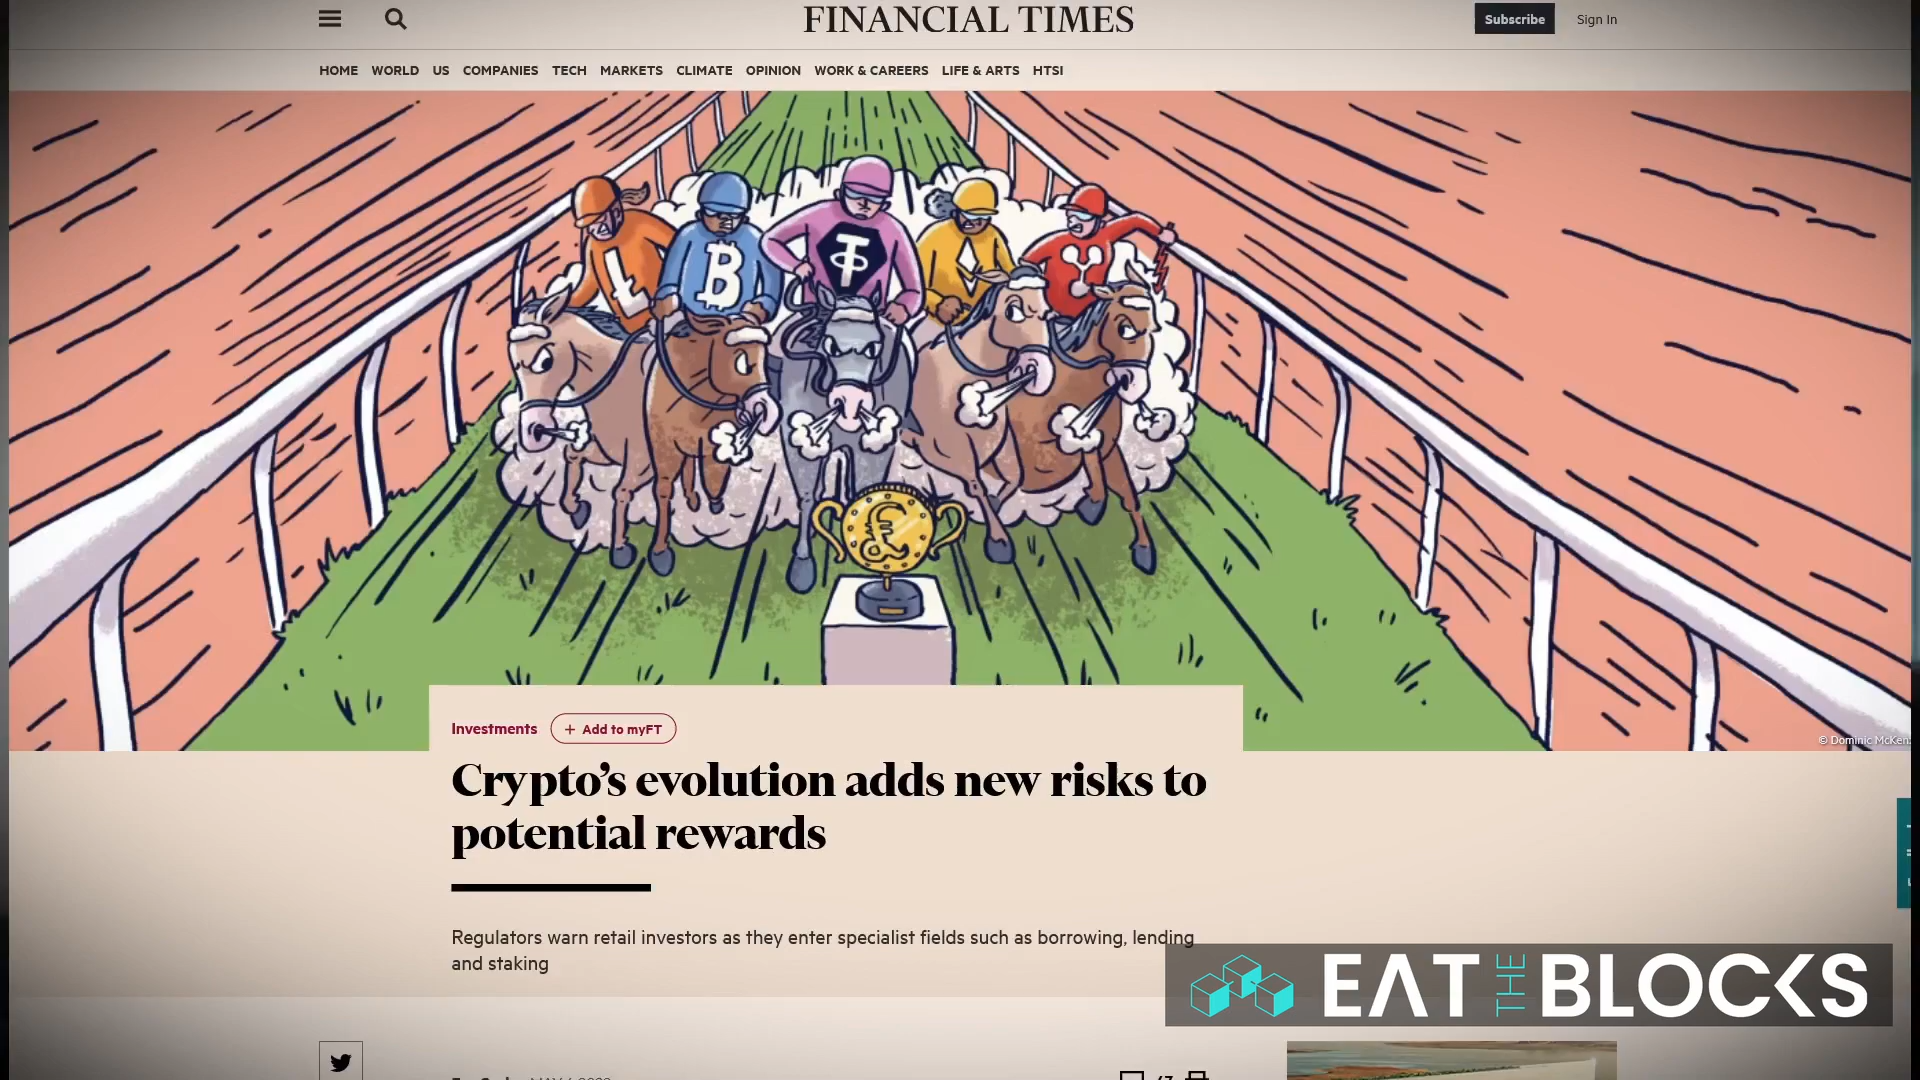 FINANCIAL TIMES
Subscribe
Sign In
HOME WORLD US COMPANIES TECH MARKETS CLIMATE OPINION WORK & CAREERS LIFE & ARTS HTSI
© Dominic McKen
Investments
+ Add to myFT
Crypto’s evolution adds new risks to
potential rewards
Regulators warn retail investors as they enter specialist fields such as borrowing, lending
and staking
EAT THE BLOCKS